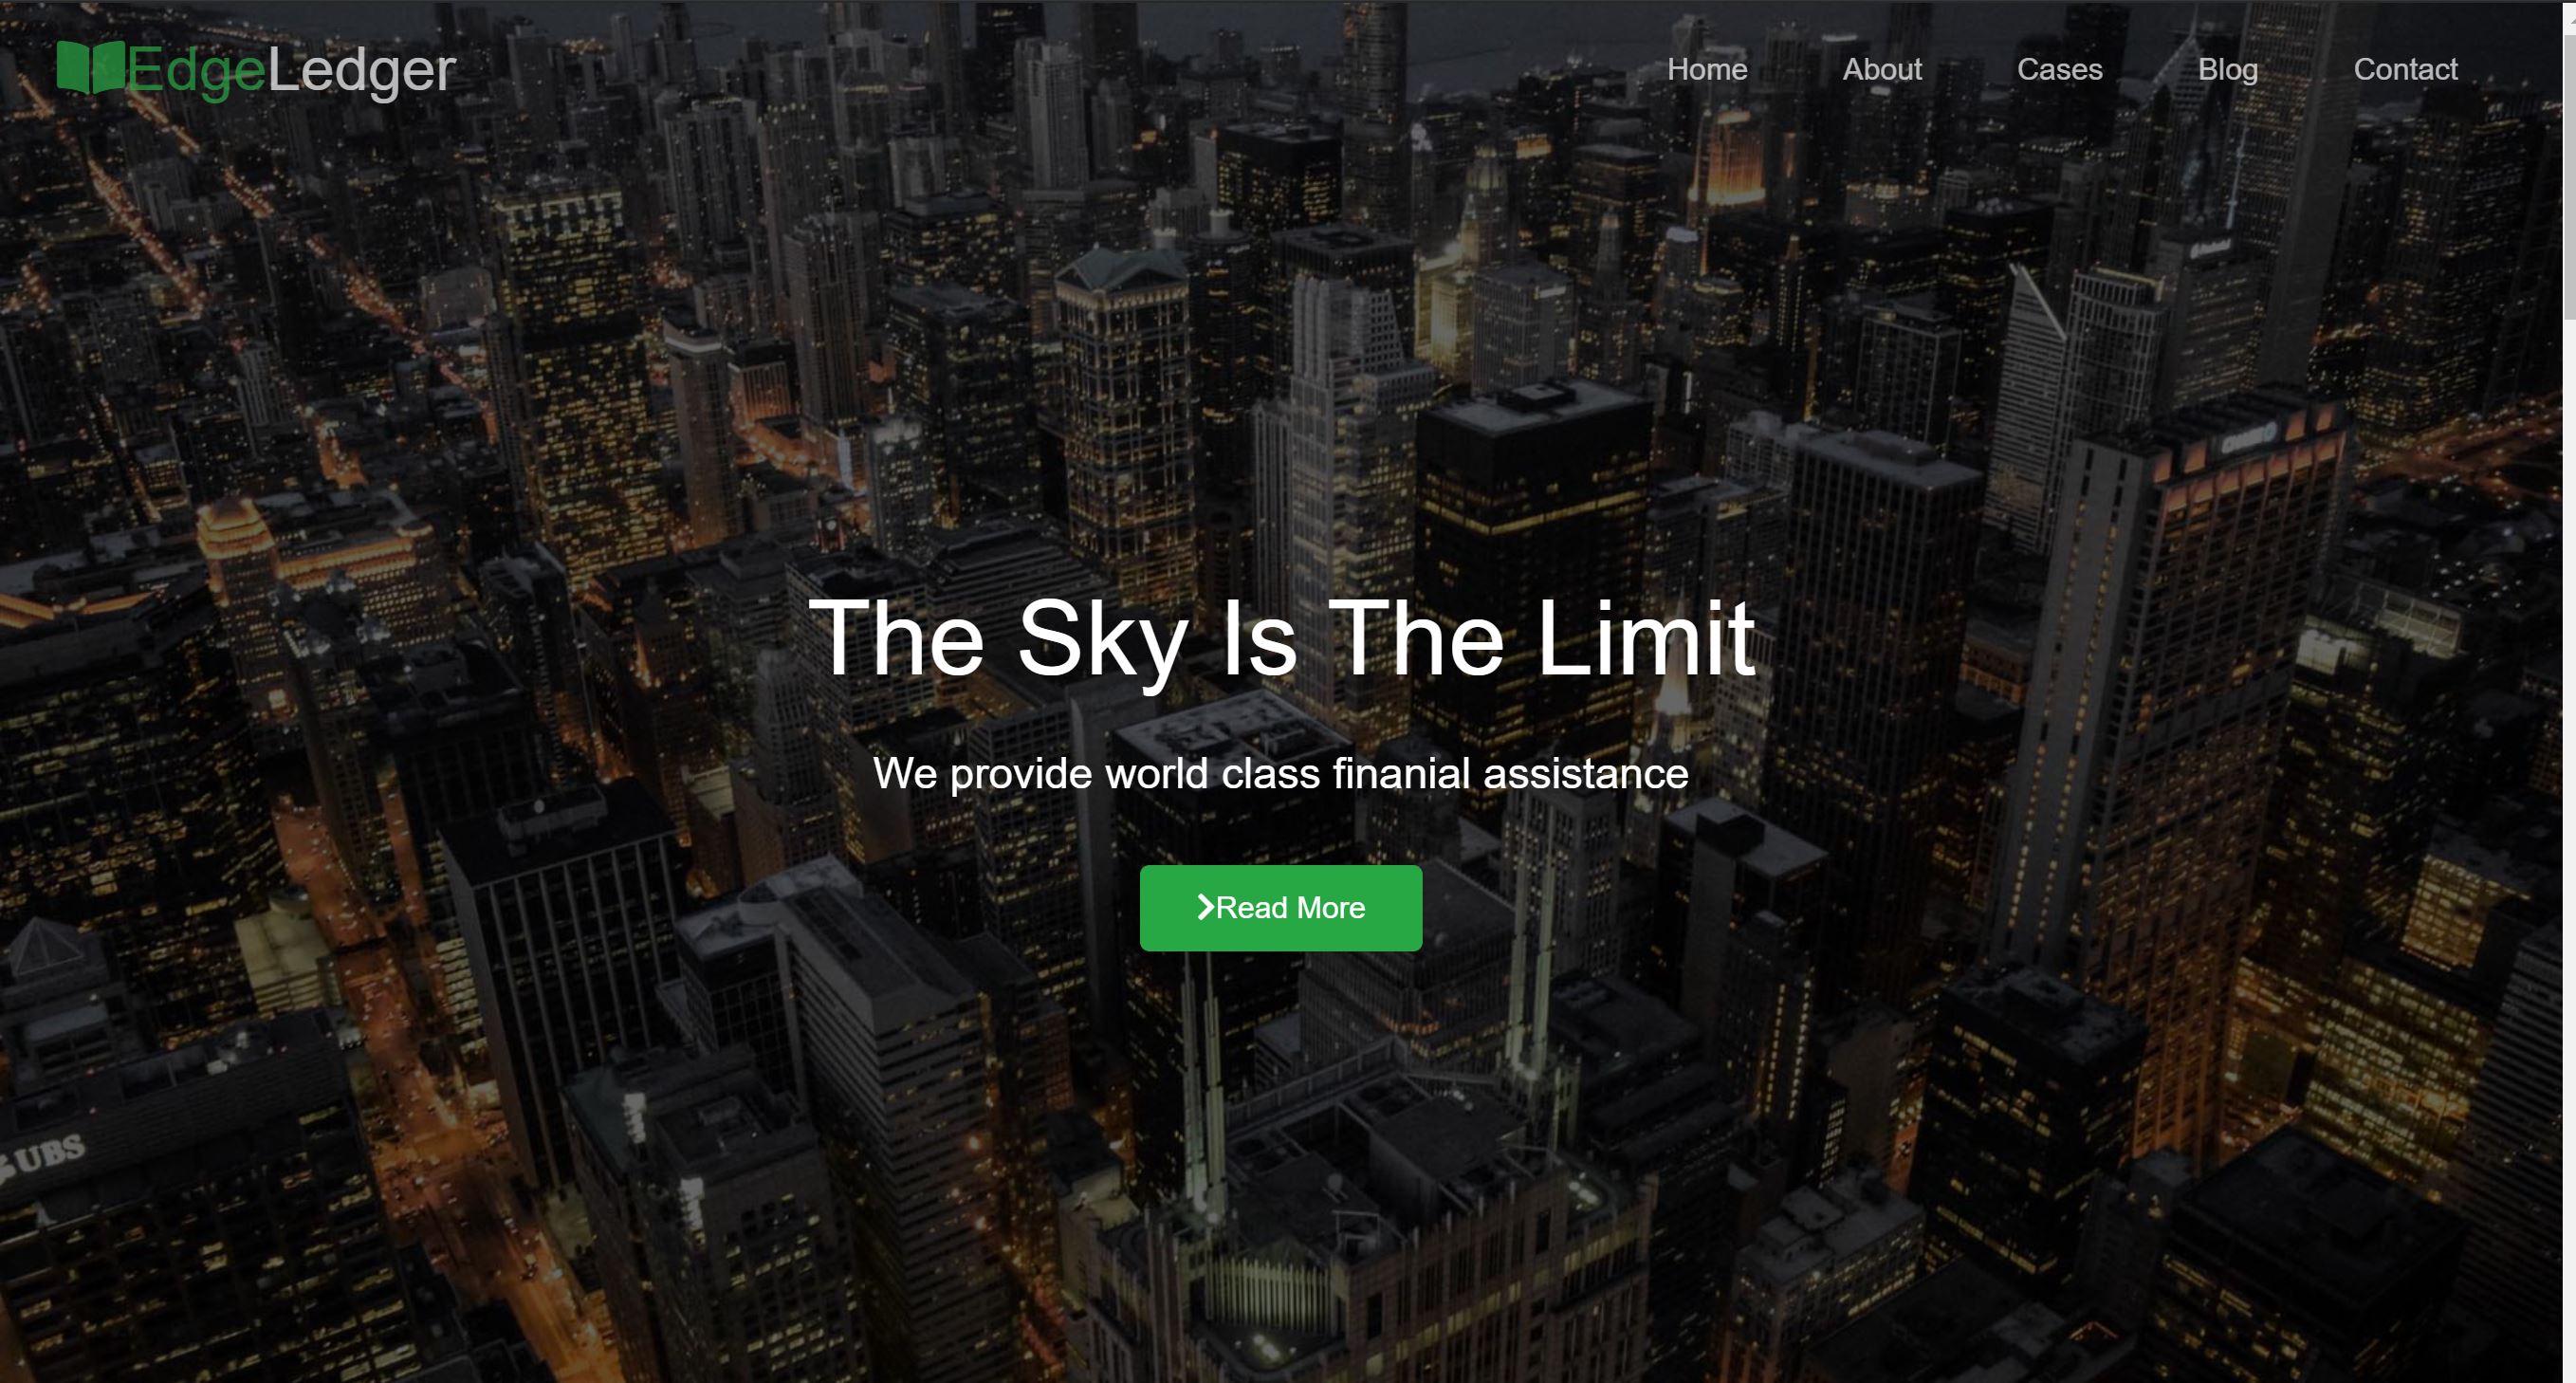 EdgeLedger
Home About Cases Blog Contact
The Sky Is The Limit
We provide world class finanial assistance
Read More
UBS